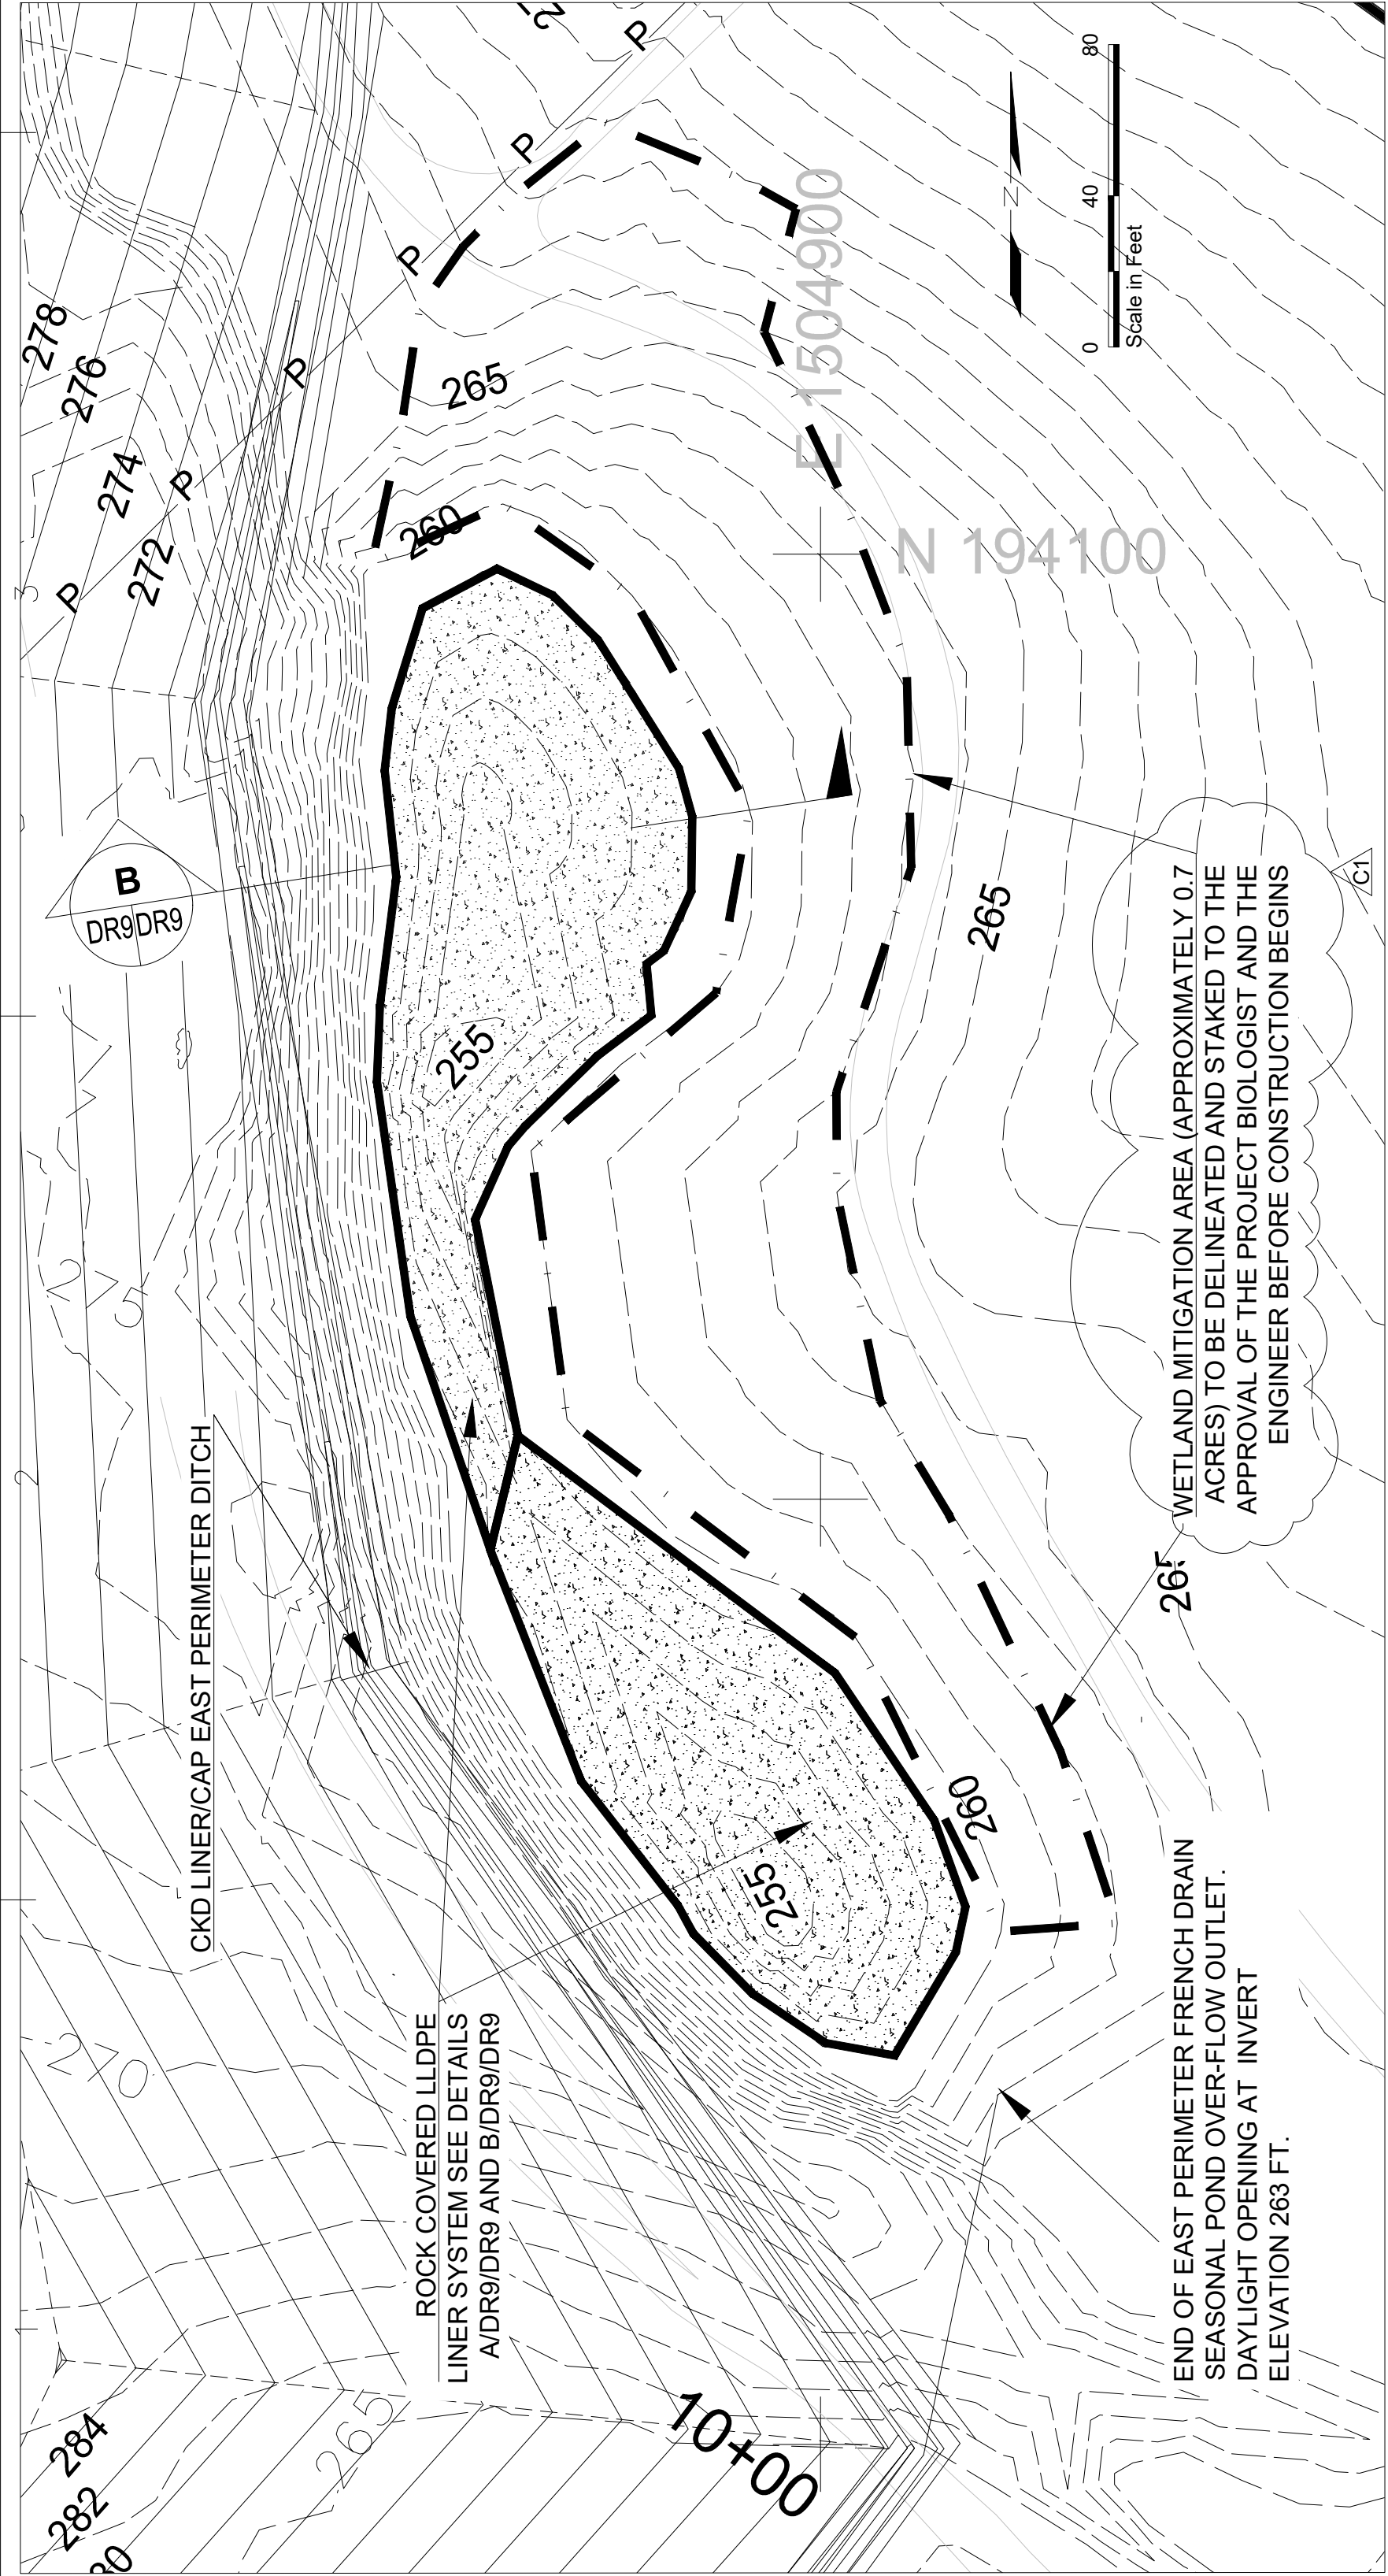 CKD LINER/CAP EAST PERIMETER DITCH
ROCK COVERED LLDPE
LINER SYSTEM SEE DETAILS
A/DR9/DR9 AND B/DR9/DR9
END OF EAST PERIMETER FRENCH DRAIN
SEASONAL POND OVER-FLOW OUTLET.
DAYLIGHT OPENING AT INVERT
ELEVATION 263 FT.
WETLAND MITIGATION AREA (APPROXIMATELY 0.7
ACRES) TO BE DELINEATED AND STAKED TO THE
APPROVAL OF THE PROJECT BIOLOGIST AND THE
ENGINEER BEFORE CONSTRUCTION BEGINS
C1
B
DR9 DR9
278
276
274
272
275
270
265
284
282
10+00
255
255
260
260
265
265
P
P
P
P
P
P
E 1504900
N 194100
N
0 40 80
Scale in Feet